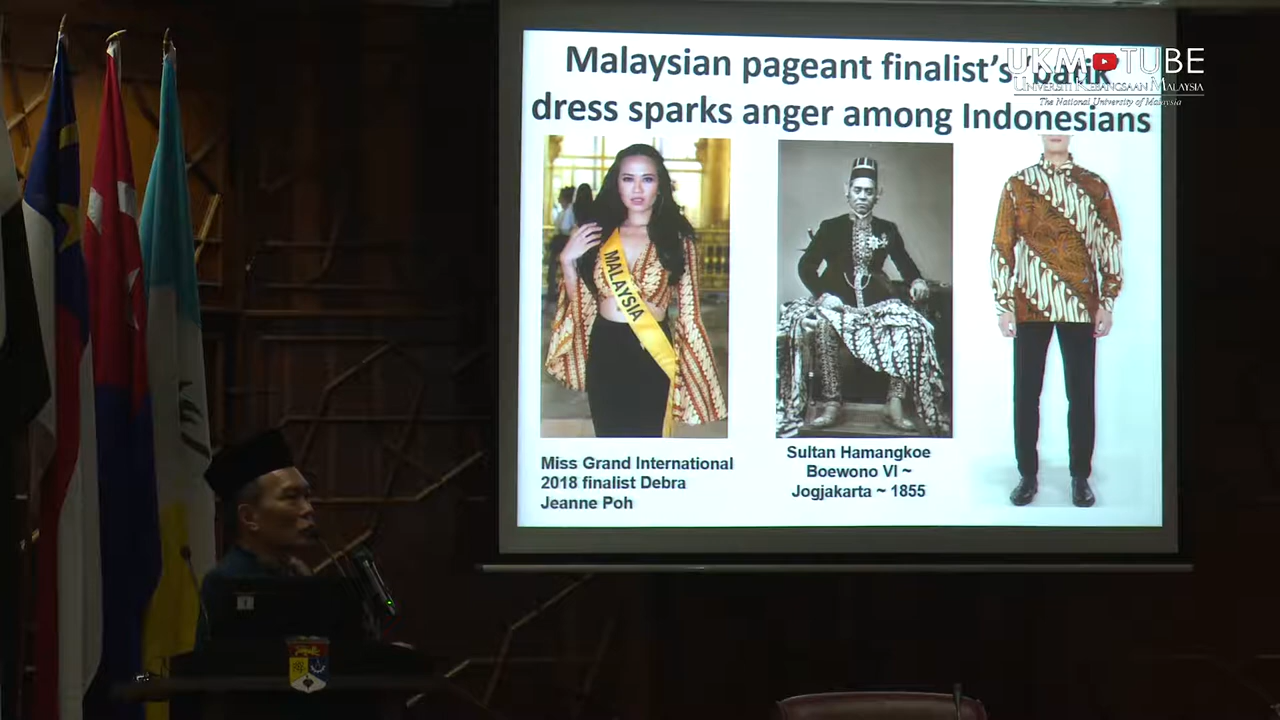 Malaysian pageant finalist's 'batik
dress sparks anger among Indonesians
UKM TUBE
UNIVERSITI KEBANGSAAN MALAYSIA
The National University of Malaysia
MALAYSIA
Miss Grand International
2018 finalist Debra
Jeanne Poh
Sultan Hamangkoe
Boewono VI ~
Jogjakarta ~ 1855